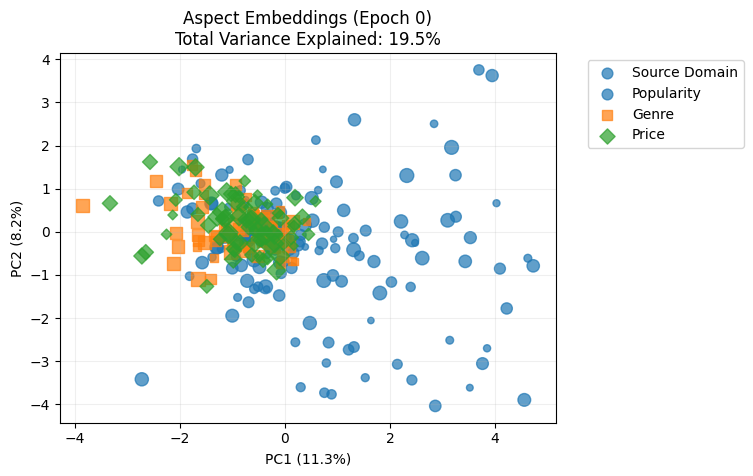 Aspect Embeddings (Epoch 0)
Total Variance Explained: 19.5%
4
3
2
1
0
−1
−2
−3
−4
PC2 (8.2%)
−4
−2
0
2
4
PC1 (11.3%)
Source Domain
Popularity
Genre
Price